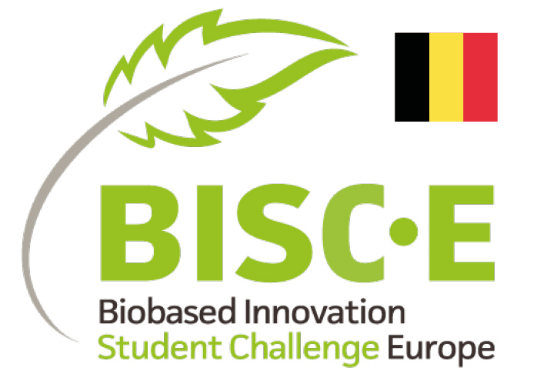 BISC·E
Biobased Innovation
Student Challenge Europe